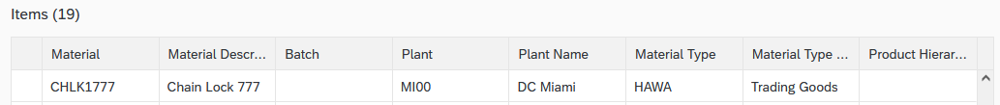 Items (19)
Material Material Descr... Batch Plant Plant Name Material Type Material Type ... Product Hierar...
CHLK1777 Chain Lock 777 MI00 DC Miami HAWA Trading Goods